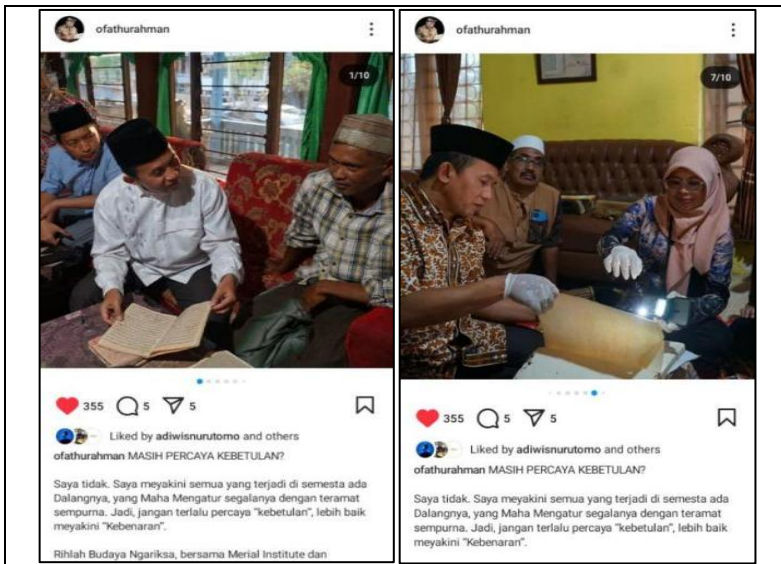 ofathurahman
1/10
355 5 5
Liked by adiwisnurutomo and others
ofathurahman MASIH PERCAYA KEBETULAN?
Saya tidak. Saya meyakini semua yang terjadi di semesta ada
Dalangnya, yang Maha Mengatur segalanya dengan teramat
sempurna. Jadi, jangan terlalu percaya "kebetulan", lebih baik
meyakini "Kebenaran".
Rihlah Budaya Ngariksa, bersama Merial Institute dan
ofathurahman
7/10
355 5 5
Liked by adiwisnurutomo and others
ofathurahman MASIH PERCAYA KEBETULAN?
Saya tidak. Saya meyakini semua yang terjadi di semesta ada
Dalangnya, yang Maha Mengatur segalanya dengan teramat
sempurna. Jadi, jangan terlalu percaya "kebetulan", lebih baik
meyakini "Kebenaran".